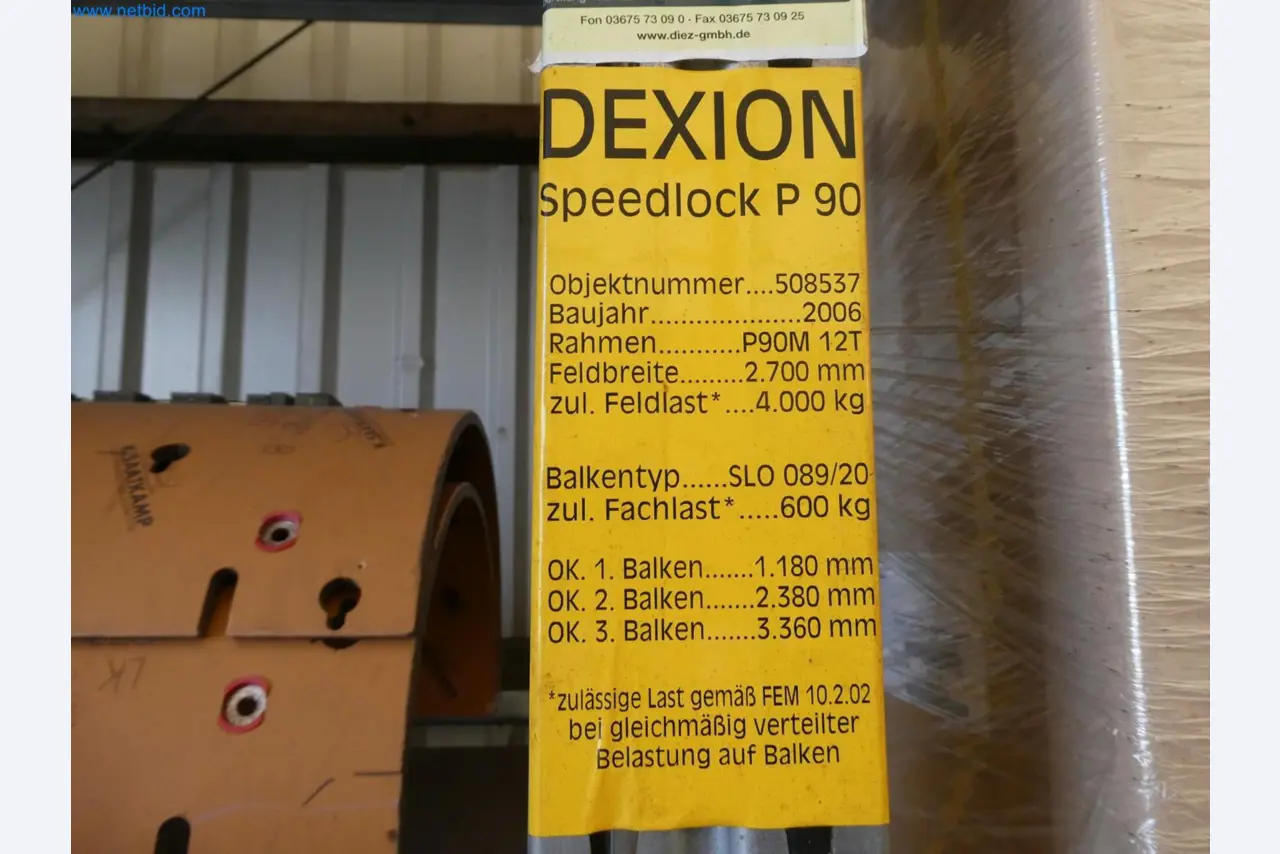 www.netbid.com
Fon 03675 73 09 0 · Fax 03675 73 09 25
www.diez-gmbh.de
DEXION
Speedlock P 90
Objektnummer....508537
Baujahr...................2006
Rahmen...........P90M 12T
Feldbreite.........2.700 mm
zul. Feldlast*....4.000 kg
Balkentyp......SLO 089/20
zul. Fachlast*.....600 kg
OK. 1. Balken.......1.180 mm
OK. 2. Balken.......2.380 mm
OK. 3. Balken.......3.360 mm
*zulässige Last gemäß FEM 10.2.02
bei gleichmäßig verteilter
Belastung auf Balken
SAATKAMP
LK